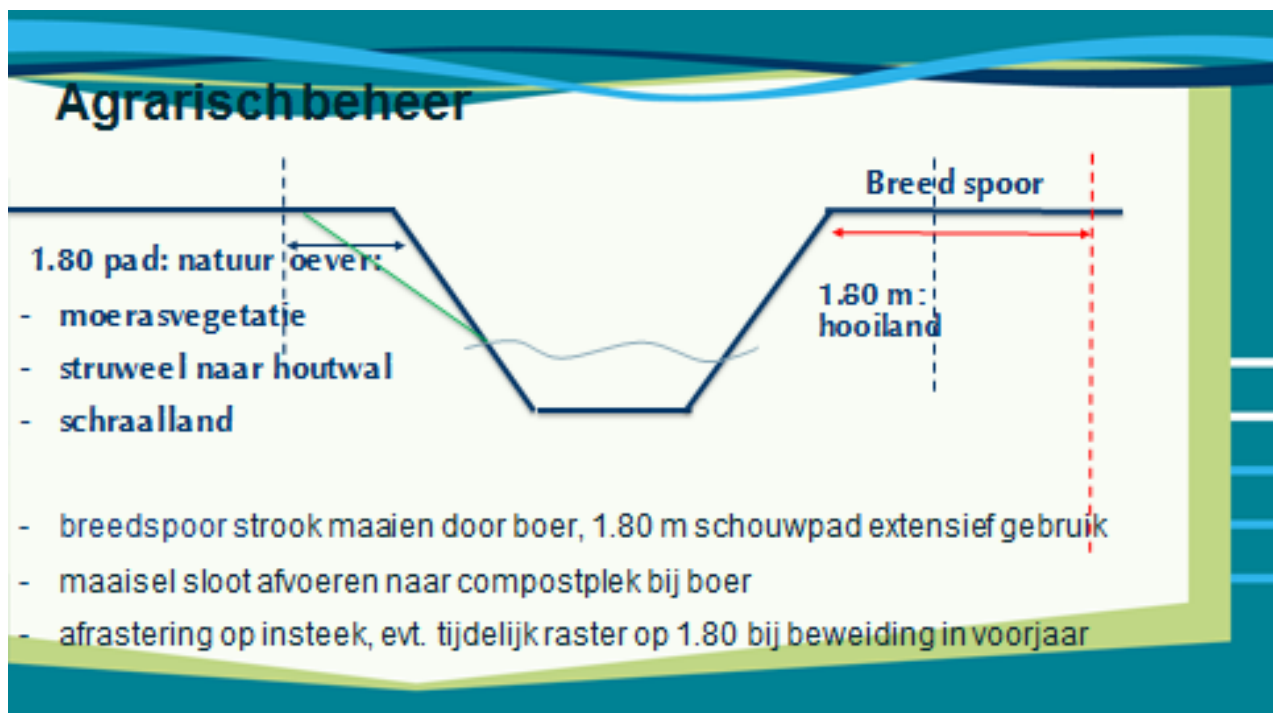 Agrarisch beheer
Breed spoor
1.80 pad: natuur oever:
- moerasvegetatie
- struweel naar houtwal
- schraalland
1.80 m :
hooiland
- breedspoor strook maaien door boer, 1.80 m schouwpad extensief gebruik
- maaisel sloot afvoeren naar compostplek bij boer
- afrastering op insteek, evt. tijdelijk raster op 1.80 bij beweiding in voorjaar